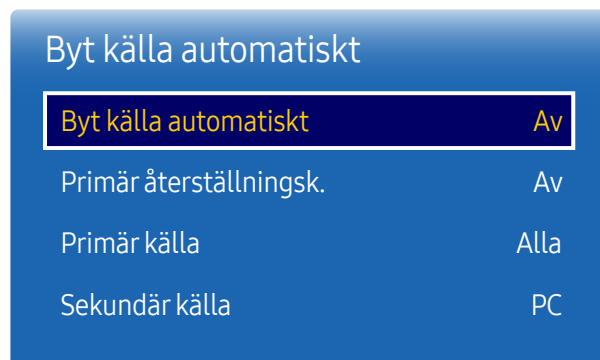 Byt källa automatiskt
Byt källa automatiskt Av
Primär återställningsk. Av
Primär källa Alla
Sekundär källa PC